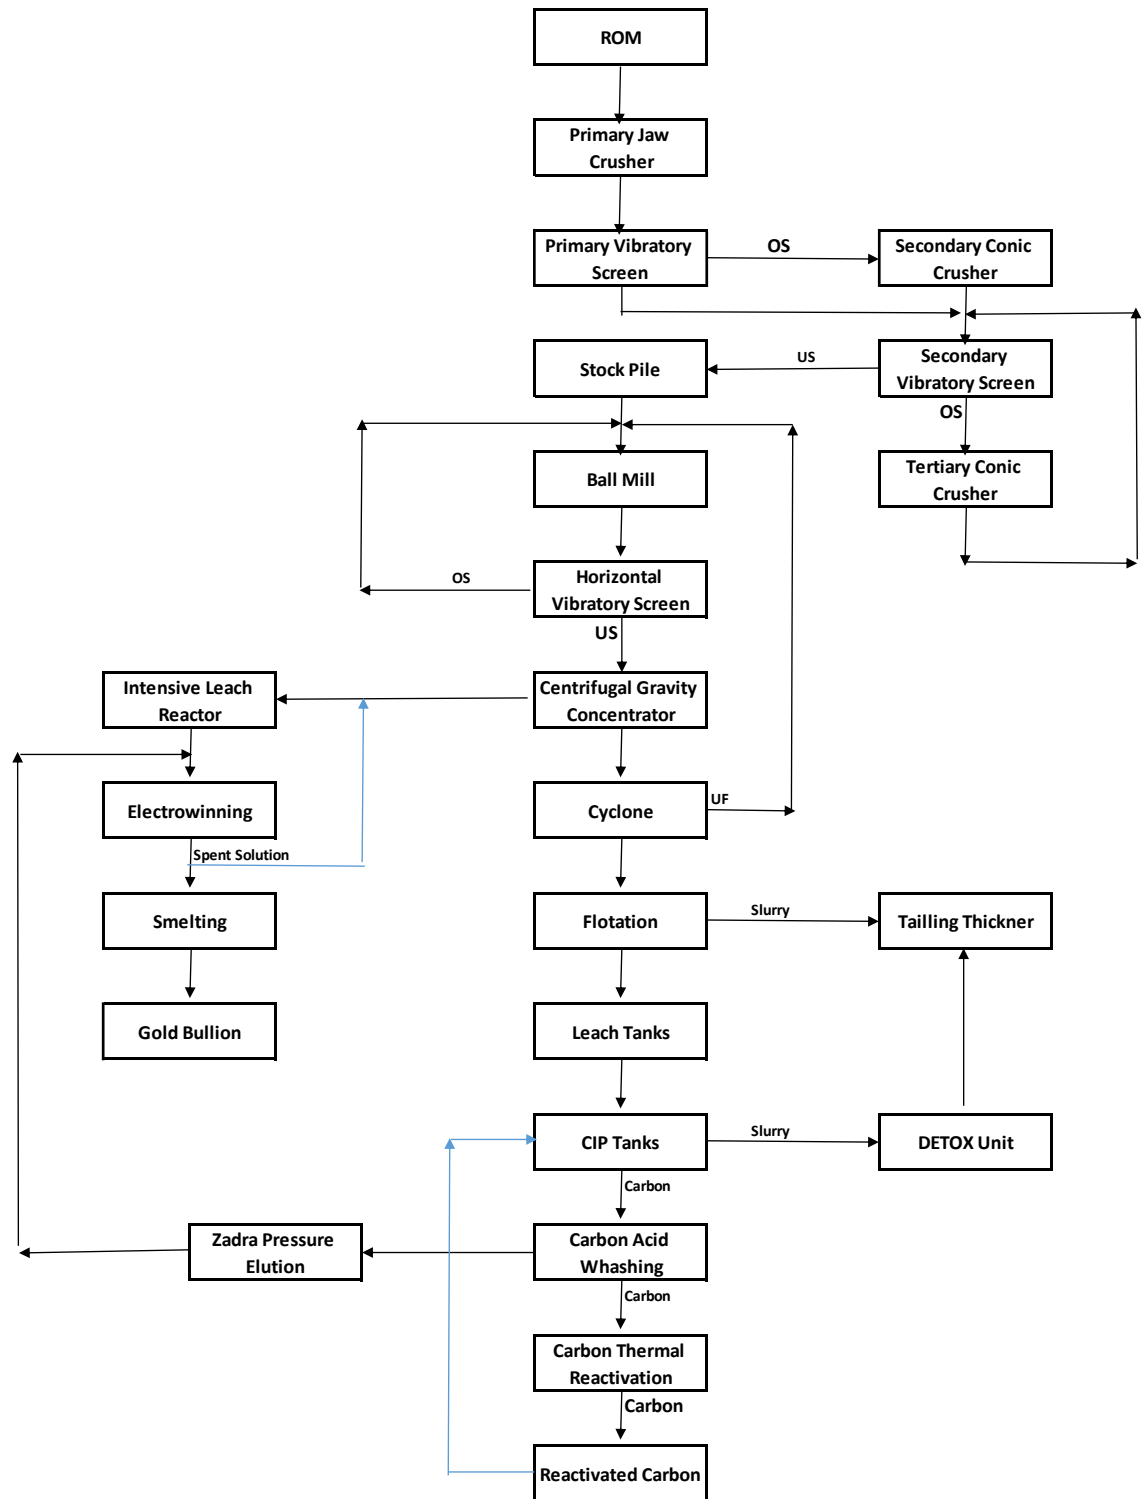 ROM
Primary Jaw
Crusher
Primary Vibratory
Screen
OS
Secondary Conic
Crusher
Stock Pile
US
Secondary
Vibratory Screen
OS
Ball Mill
Tertiary Conic
Crusher
OS
Horizontal
Vibratory Screen
US
Intensive Leach
Reactor
Centrifugal Gravity
Concentrator
Electrowinning
Cyclone
UF
Spent Solution
Smelting
Flotation
Slurry
Tailling Thickner
Gold Bullion
Leach Tanks
CIP Tanks
Slurry
DETOX Unit
Carbon
Zadra Pressure
Elution
Carbon Acid
Whashing
Carbon
Carbon Thermal
Reactivation
Carbon
Reactivated Carbon